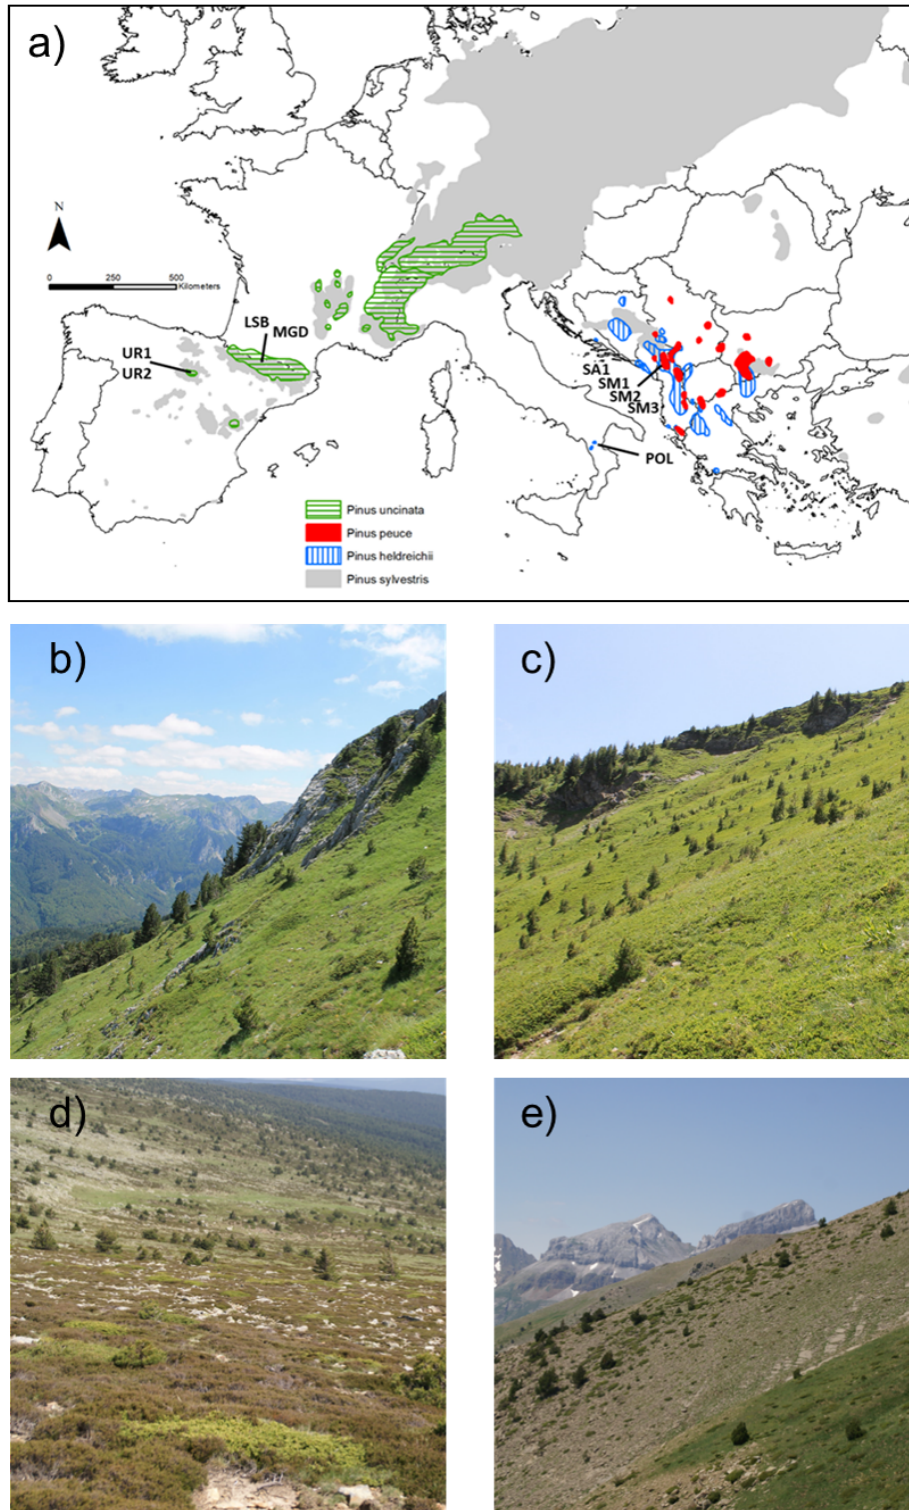 a)
N
0 250 500
Kilometers
LSB
MGD
UR1
UR2
SA1
SM1
SM2
SM3
POL
Pinus uncinata
Pinus peuce
Pinus heldreichii
Pinus sylvestris
b)
c)
d)
e)